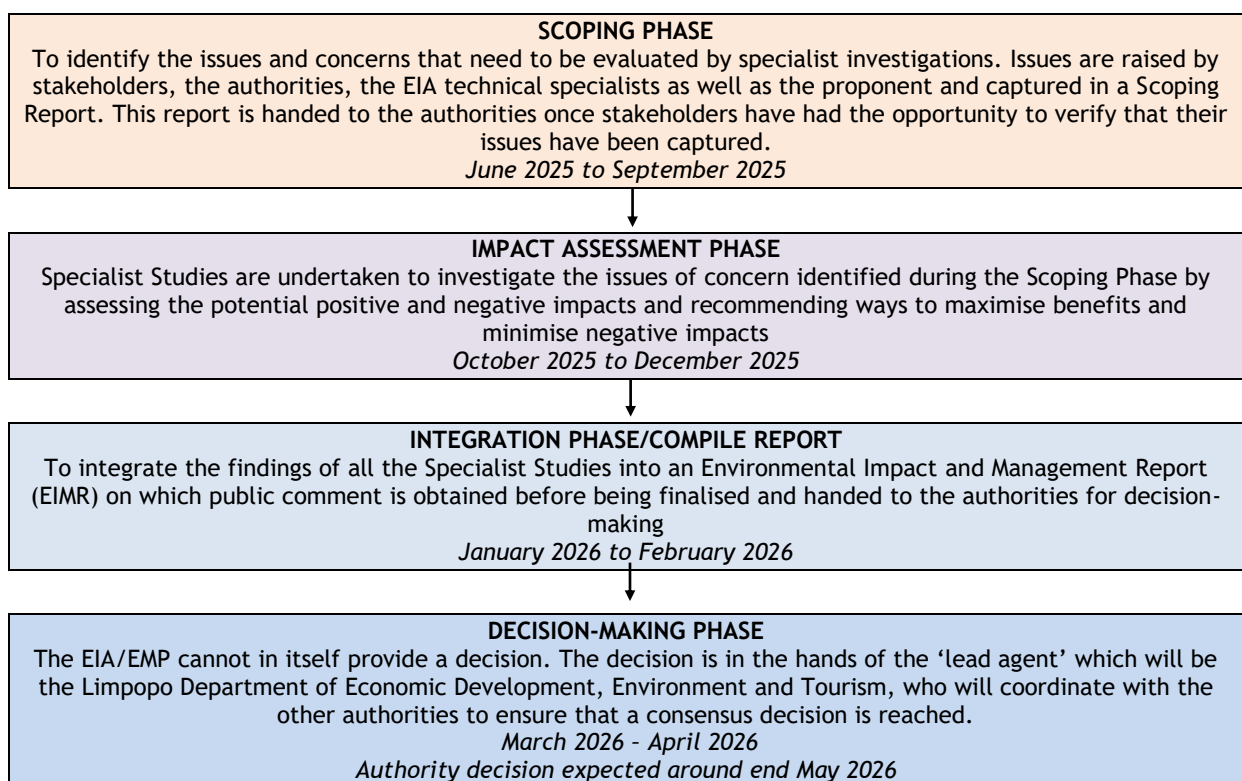 SCOPING PHASE
To identify the issues and concerns that need to be evaluated by specialist investigations. Issues are raised by
stakeholders, the authorities, the EIA technical specialists as well as the proponent and captured in a Scoping
Report. This report is handed to the authorities once stakeholders have had the opportunity to verify that their
issues have been captured.
June 2025 to September 2025
IMPACT ASSESSMENT PHASE
Specialist Studies are undertaken to investigate the issues of concern identified during the Scoping Phase by
assessing the potential positive and negative impacts and recommending ways to maximise benefits and
minimise negative impacts
October 2025 to December 2025
INTEGRATION PHASE/COMPILE REPORT
To integrate the findings of all the Specialist Studies into an Environmental Impact and Management Report
(EIMR) on which public comment is obtained before being finalised and handed to the authorities for decision-
making
January 2026 to February 2026
DECISION-MAKING PHASE
The EIA/EMP cannot in itself provide a decision. The decision is in the hands of the ‘lead agent’ which will be
the Limpopo Department of Economic Development, Environment and Tourism, who will coordinate with the
other authorities to ensure that a consensus decision is reached.
March 2026 – April 2026
Authority decision expected around end May 2026